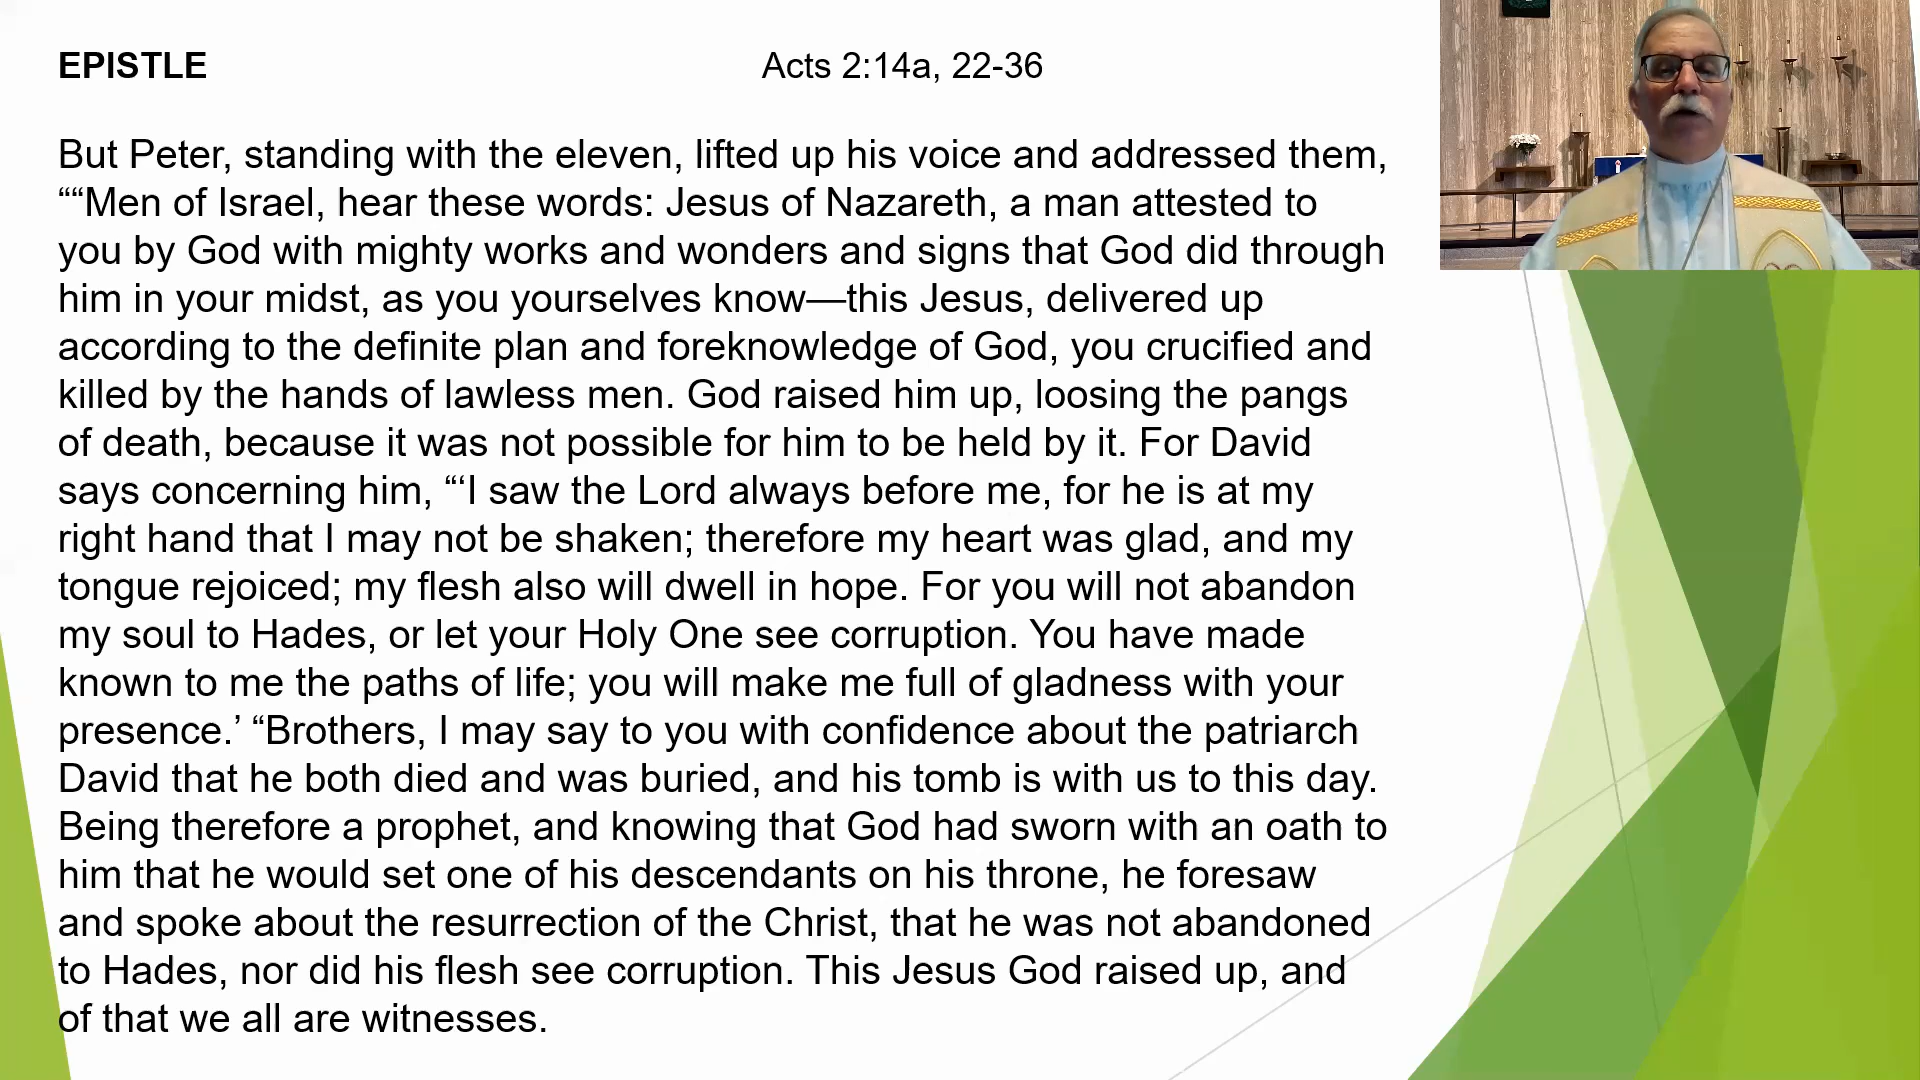 EPISTLE Acts 2:14a, 22-36
But Peter, standing with the eleven, lifted up his voice and addressed them,
““Men of Israel, hear these words: Jesus of Nazareth, a man attested to
you by God with mighty works and wonders and signs that God did through
him in your midst, as you yourselves know—this Jesus, delivered up
according to the definite plan and foreknowledge of God, you crucified and
killed by the hands of lawless men. God raised him up, loosing the pangs
of death, because it was not possible for him to be held by it. For David
says concerning him, “‘I saw the Lord always before me, for he is at my
right hand that I may not be shaken; therefore my heart was glad, and my
tongue rejoiced; my flesh also will dwell in hope. For you will not abandon
my soul to Hades, or let your Holy One see corruption. You have made
known to me the paths of life; you will make me full of gladness with your
presence.’ “Brothers, I may say to you with confidence about the patriarch
David that he both died and was buried, and his tomb is with us to this day.
Being therefore a prophet, and knowing that God had sworn with an oath to
him that he would set one of his descendants on his throne, he foresaw
and spoke about the resurrection of the Christ, that he was not abandoned
to Hades, nor did his flesh see corruption. This Jesus God raised up, and
of that we all are witnesses.